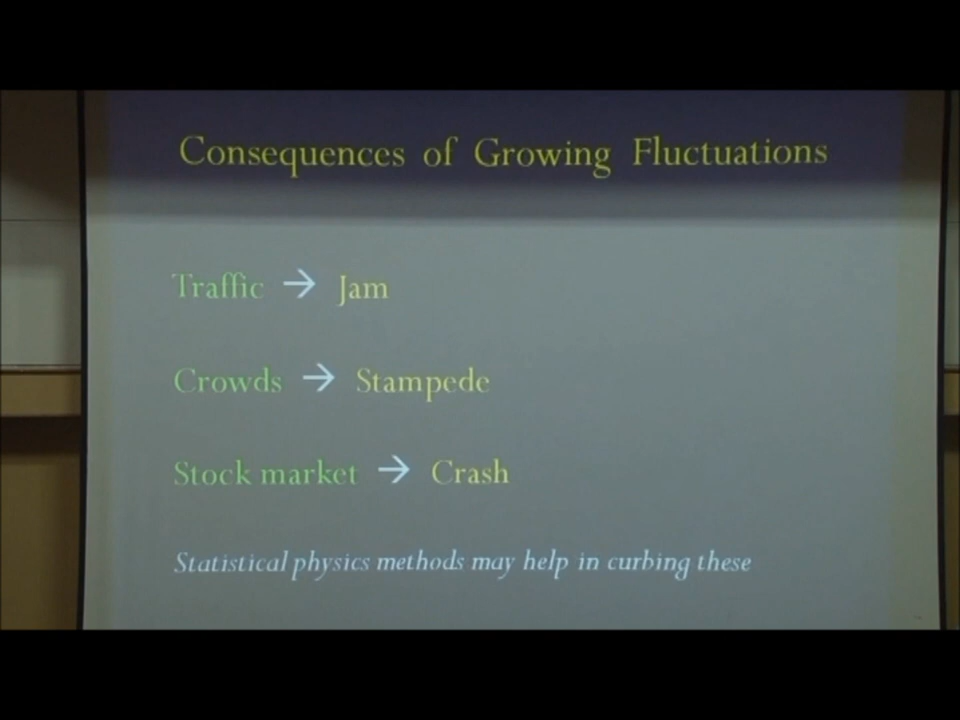 Consequences of Growing Fluctuations
Traffic → Jam
Crowds → Stampede
Stock market → Crash
Statistical physics methods may help in curbing these